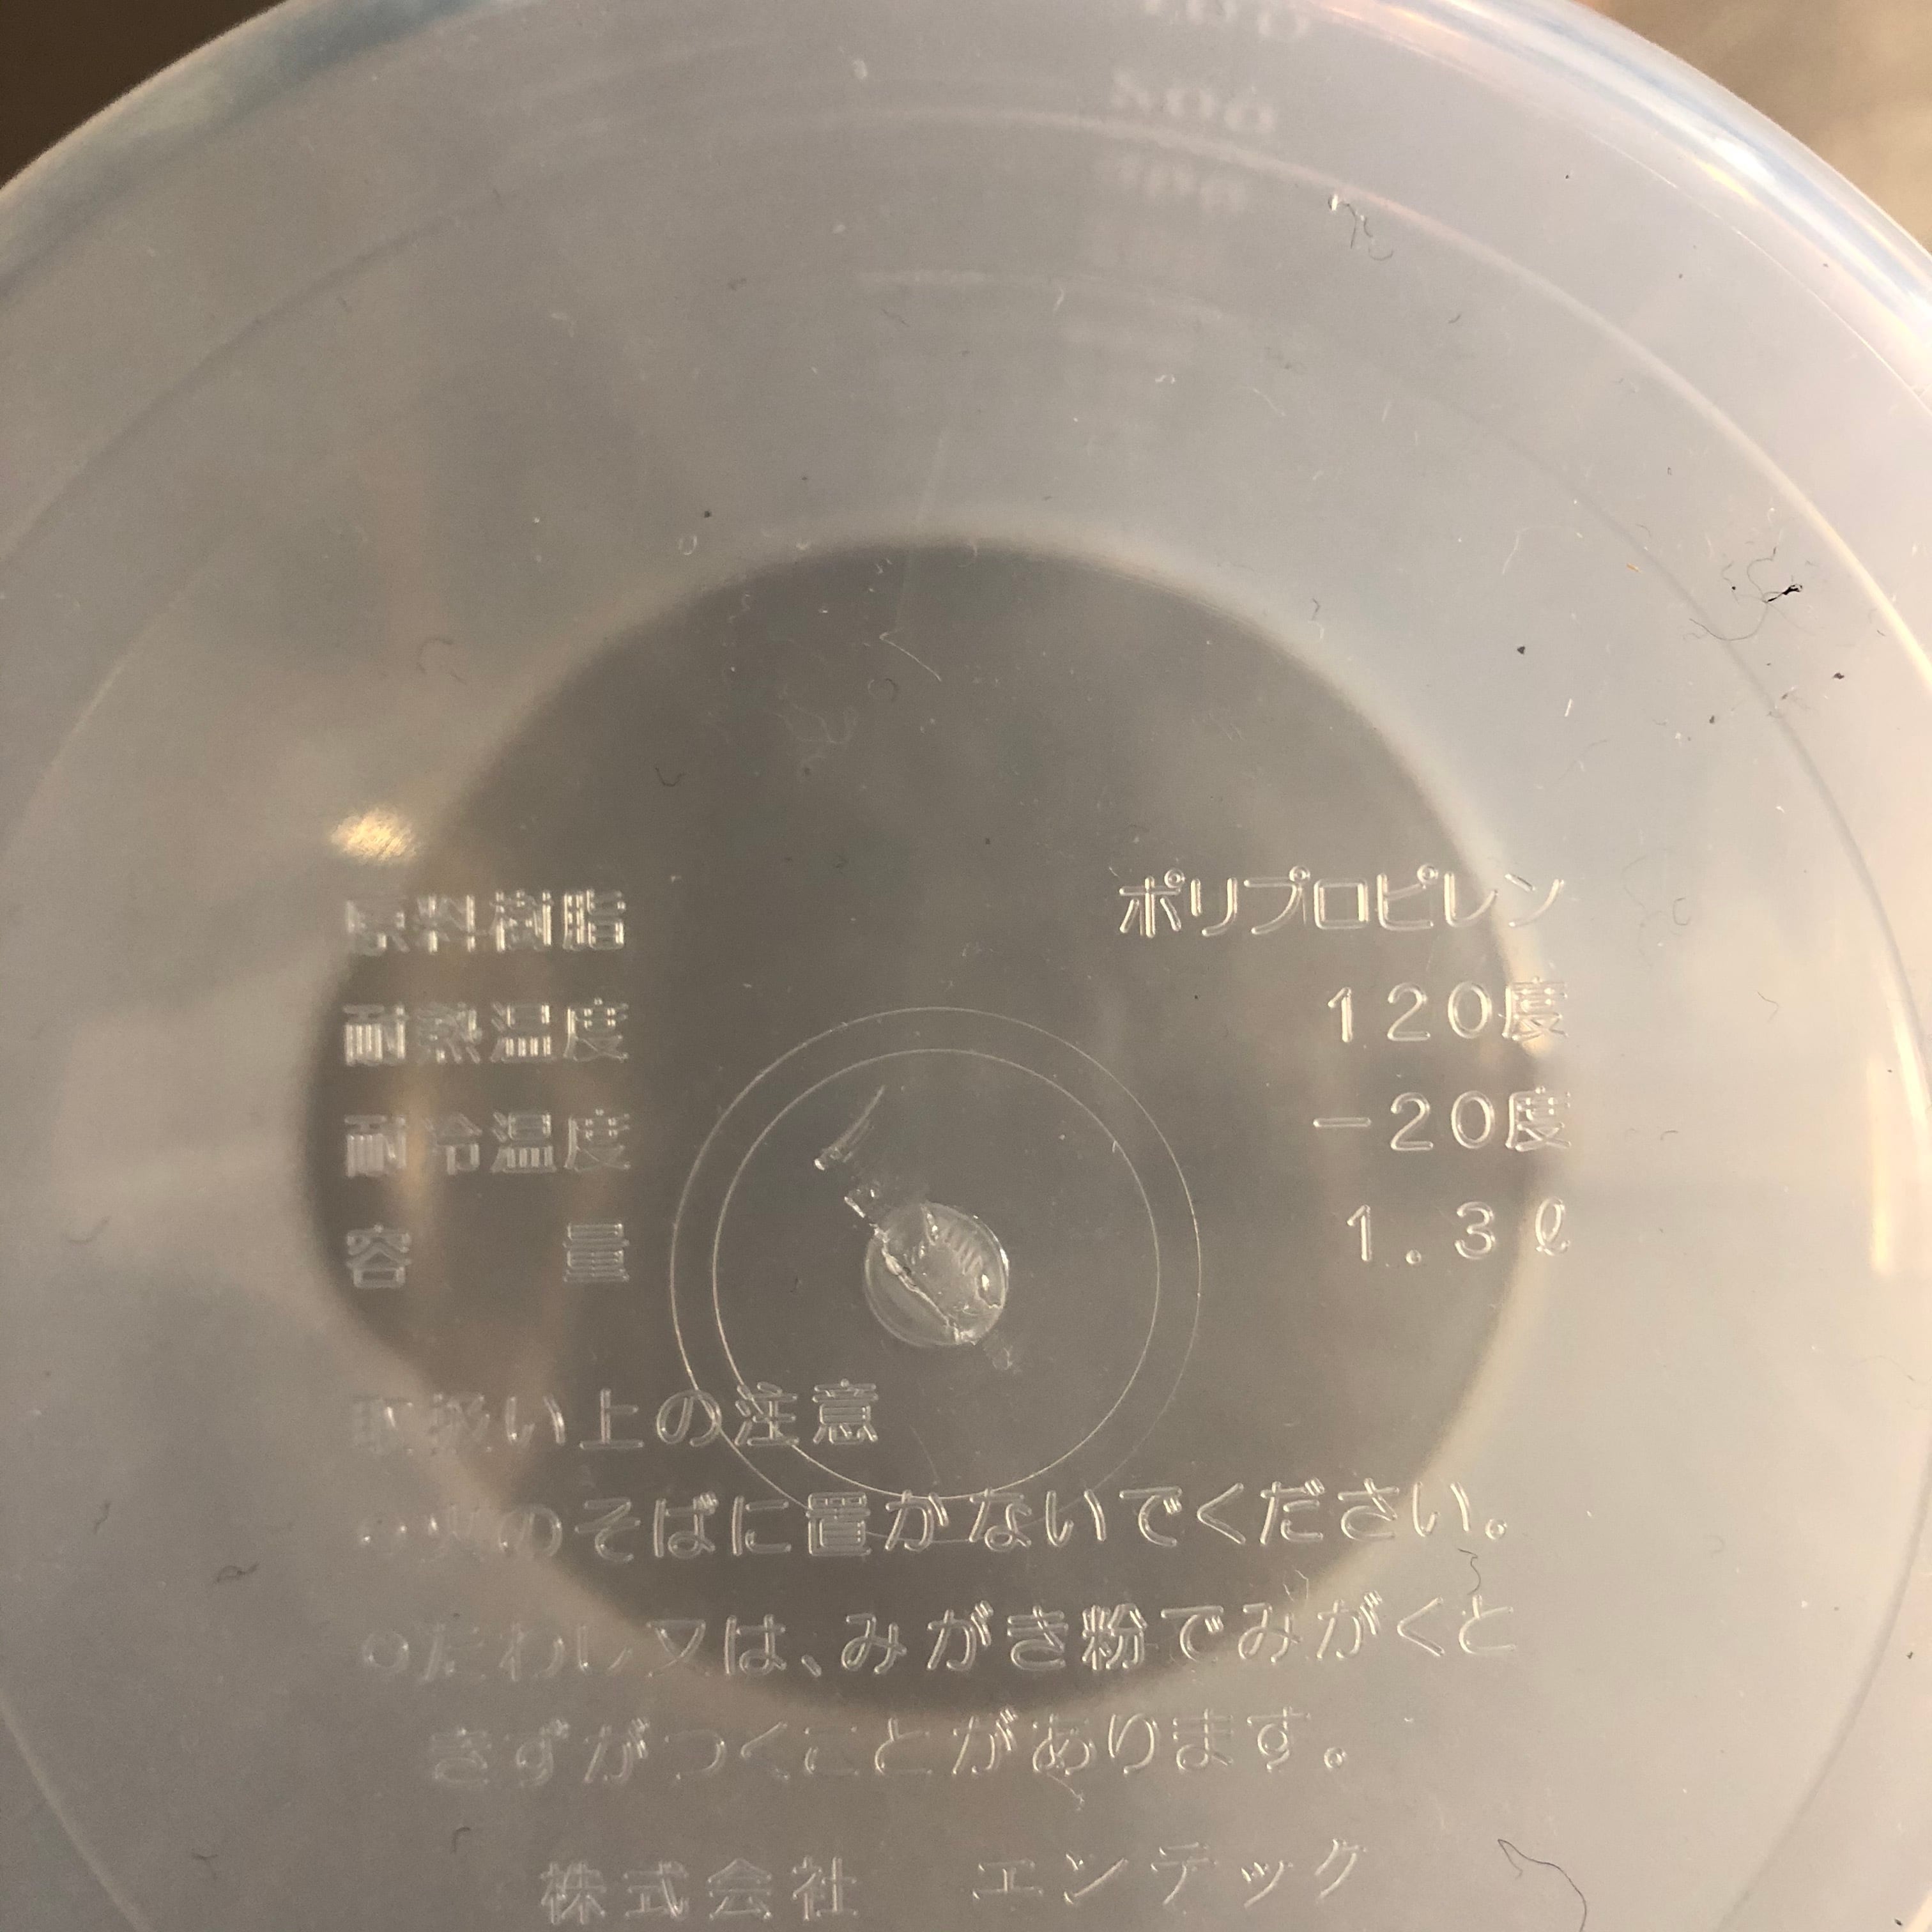 500
原料樹脂 ポリプロピレン
耐熱温度 120度
耐冷温度 -20度
容量 1.3ℓ
取扱い上の注意
○火のそばに置かないでください。
○たわし又は、みがき粉でみがくと
きずがつくことがあります。
株式会社 エンテック